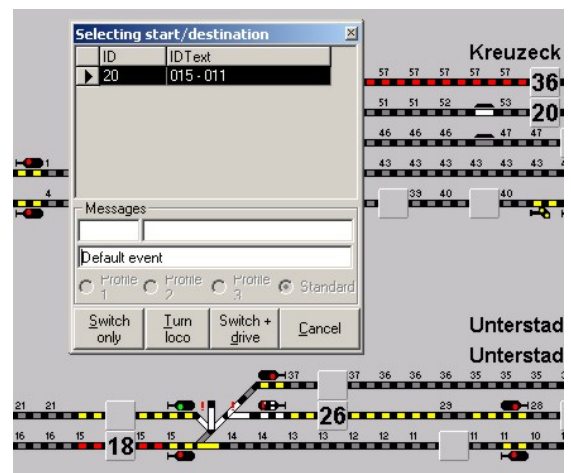 Selecting start/destination
ID IDText
20 015 - 011
Messages
Default event
Profile 1 Profile 2 Profile 3 Standard
Switch only Turn loco Switch + drive Cancel
Kreuzeck
57 57 57 57 57 36
51 51 52 53 20
46 46 46 47 47
1 43 43 43 43 43
4 39 40 40
Unterstad
Unterstad
37 37 36 36 36 35 35 35
21 21 ! ! 26 29 28
16 16 15 18 15 15 14 14 13 13 12 12 11 11 11 10